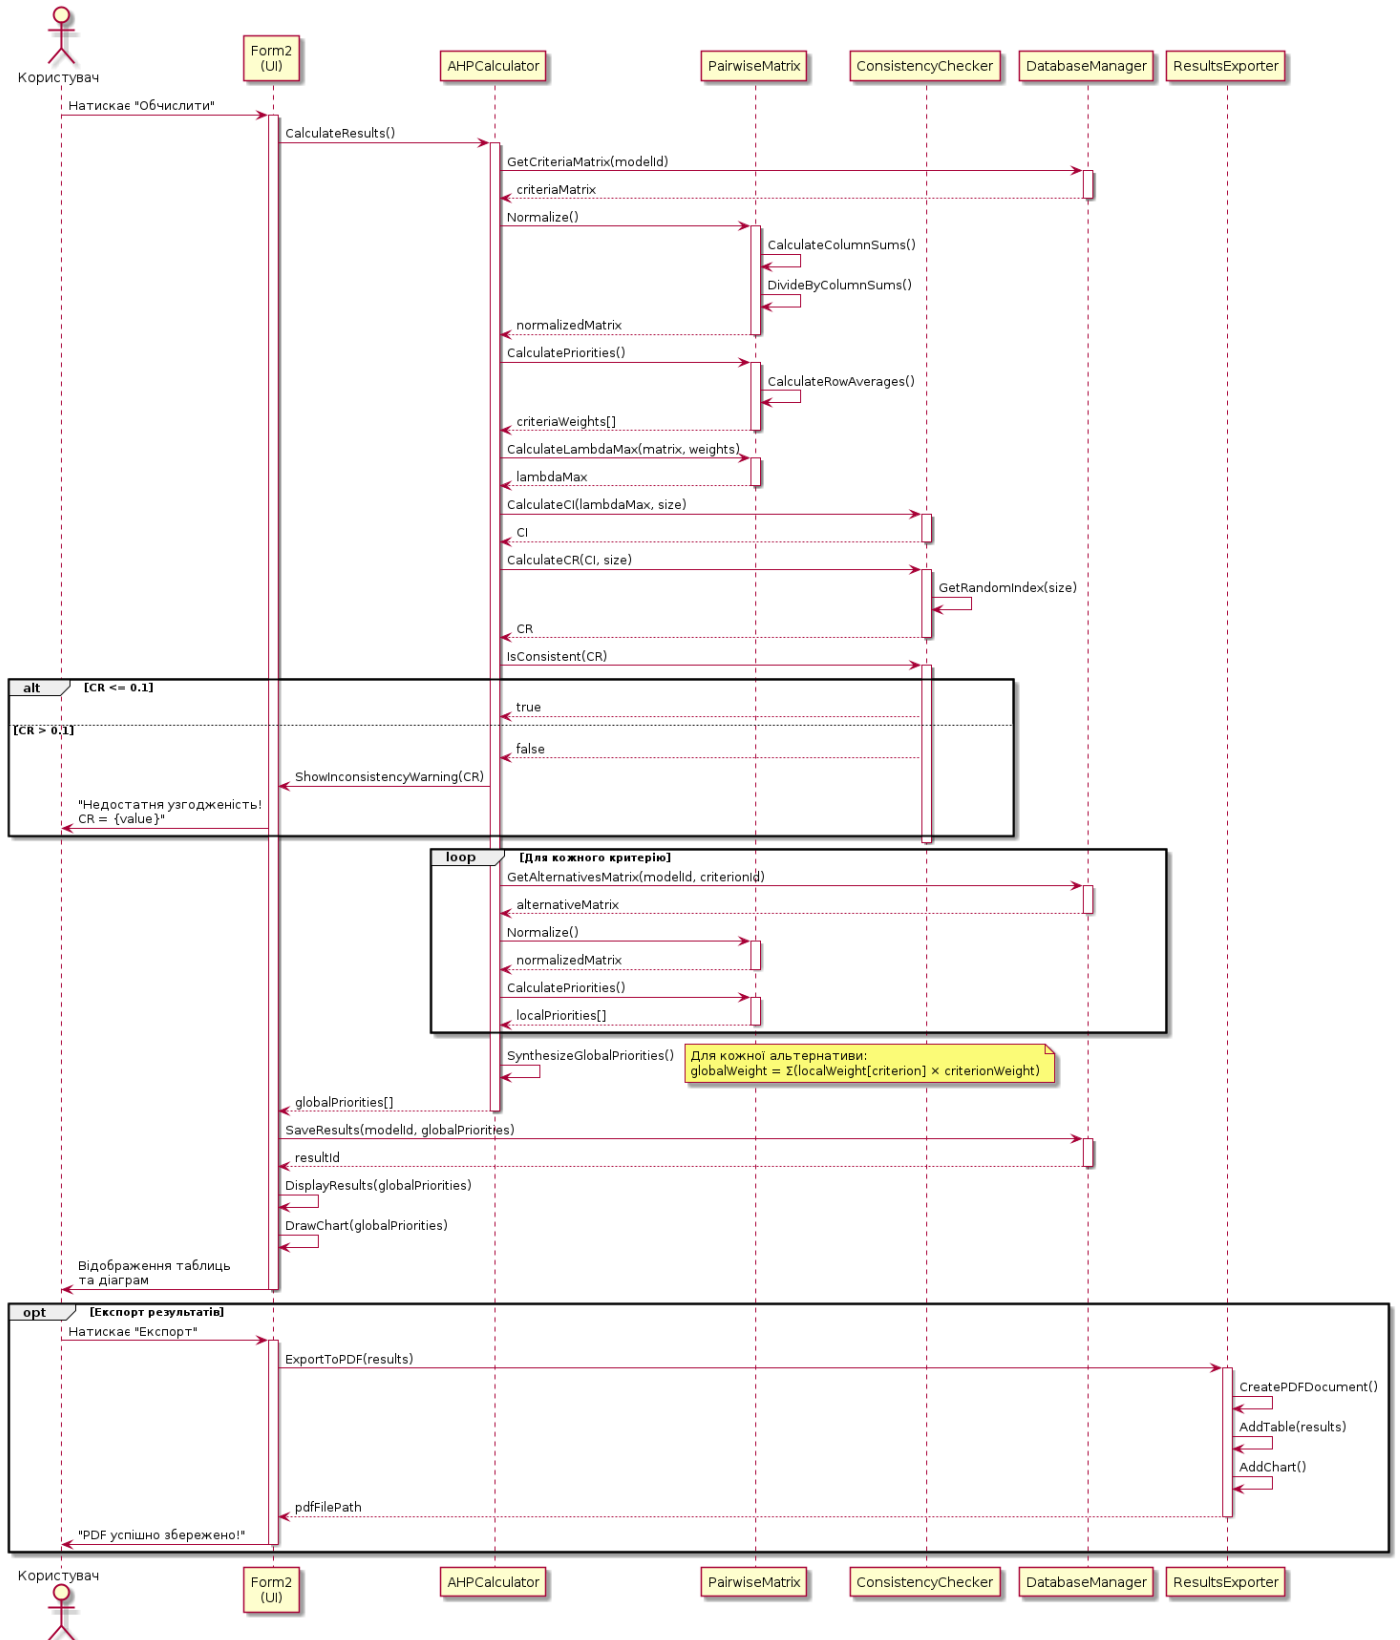 Користувач
Form2
(UI)
AHPCalculator
PairwiseMatrix
ConsistencyChecker
DatabaseManager
ResultsExporter
Натискає "Обчислити"
CalculateResults()
GetCriteriaMatrix(modelId)
criteriaMatrix
Normalize()
CalculateColumnSums()
DivideByColumnSums()
normalizedMatrix
CalculatePriorities()
CalculateRowAverages()
criteriaWeights[]
CalculateLambdaMax(matrix, weights)
lambdaMax
CalculateCI(lambdaMax, size)
CI
CalculateCR(CI, size)
GetRandomIndex(size)
CR
IsConsistent(CR)
alt
[CR <= 0.1]
true
[CR > 0.1]
false
ShowInconsistencyWarning(CR)
"Недостатня узгодженість!
CR = {value}"
loop
[Для кожного критерію]
GetAlternativesMatrix(modelId, criterionId)
alternativeMatrix
Normalize()
normalizedMatrix
CalculatePriorities()
localPriorities[]
SynthesizeGlobalPriorities()
Для кожної альтернативи:
globalWeight = Σ(localWeight[criterion] × criterionWeight)
globalPriorities[]
SaveResults(modelId, globalPriorities)
resultId
DisplayResults(globalPriorities)
DrawChart(globalPriorities)
Відображення таблиць
та діаграм
opt
[Експорт результатів]
Натискає "Експорт"
ExportToPDF(results)
CreatePDFDocument()
AddTable(results)
AddChart()
pdfFilePath
"PDF успішно збережено!"
Користувач
Form2
(UI)
AHPCalculator
PairwiseMatrix
ConsistencyChecker
DatabaseManager
ResultsExporter